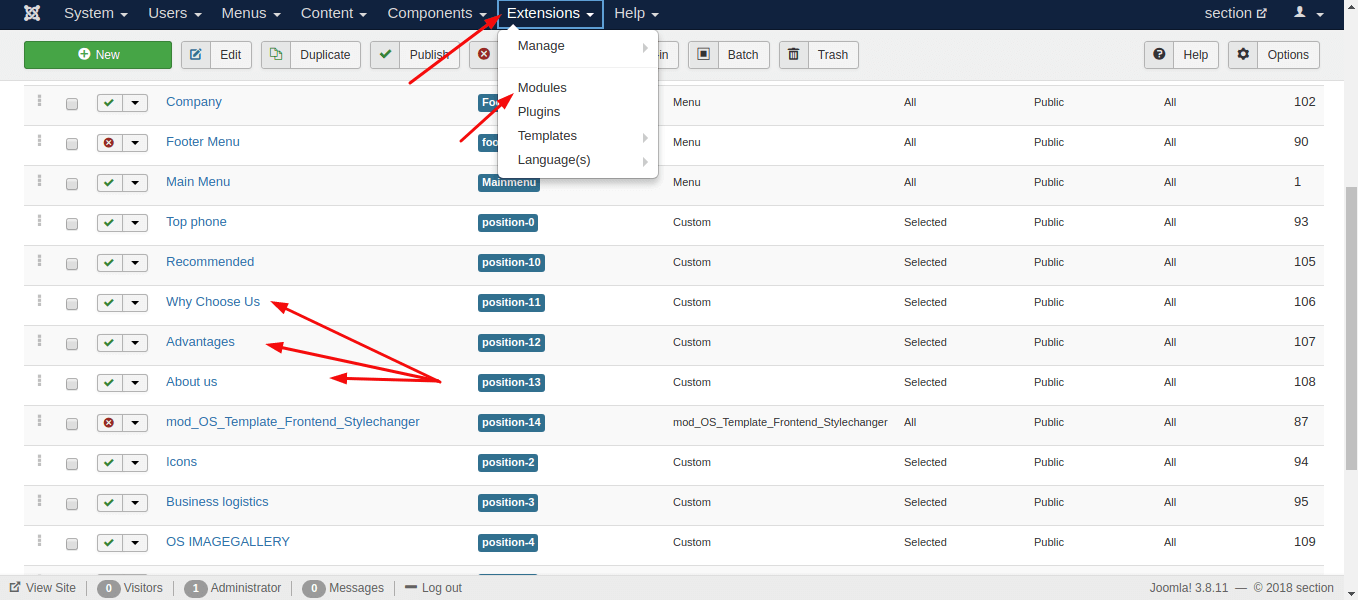 System Users Menus Content Components Extensions Help section
New Edit Duplicate Publish in Batch Trash Help Options
Manage
Modules
Plugins
Templates
Language(s)
Company Foo Menu All Public All 102
Footer Menu foo Menu All Public All 90
Main Menu Mainmenu Menu All Public All 1
Top phone position-0 Custom Selected Public All 93
Recommended position-10 Custom Selected Public All 105
Why Choose Us position-11 Custom Selected Public All 106
Advantages position-12 Custom Selected Public All 107
About us position-13 Custom Selected Public All 108
mod_OS_Template_Frontend_Stylechanger position-14 mod_OS_Template_Frontend_Stylechanger All Public All 87
Icons position-2 Custom Selected Public All 94
Business logistics position-3 Custom Selected Public All 95
OS IMAGEGALLERY position-4 Custom Selected Public All 109
View Site 0 Visitors 1 Administrator 0 Messages Log out Joomla! 3.8.11 — © 2018 section